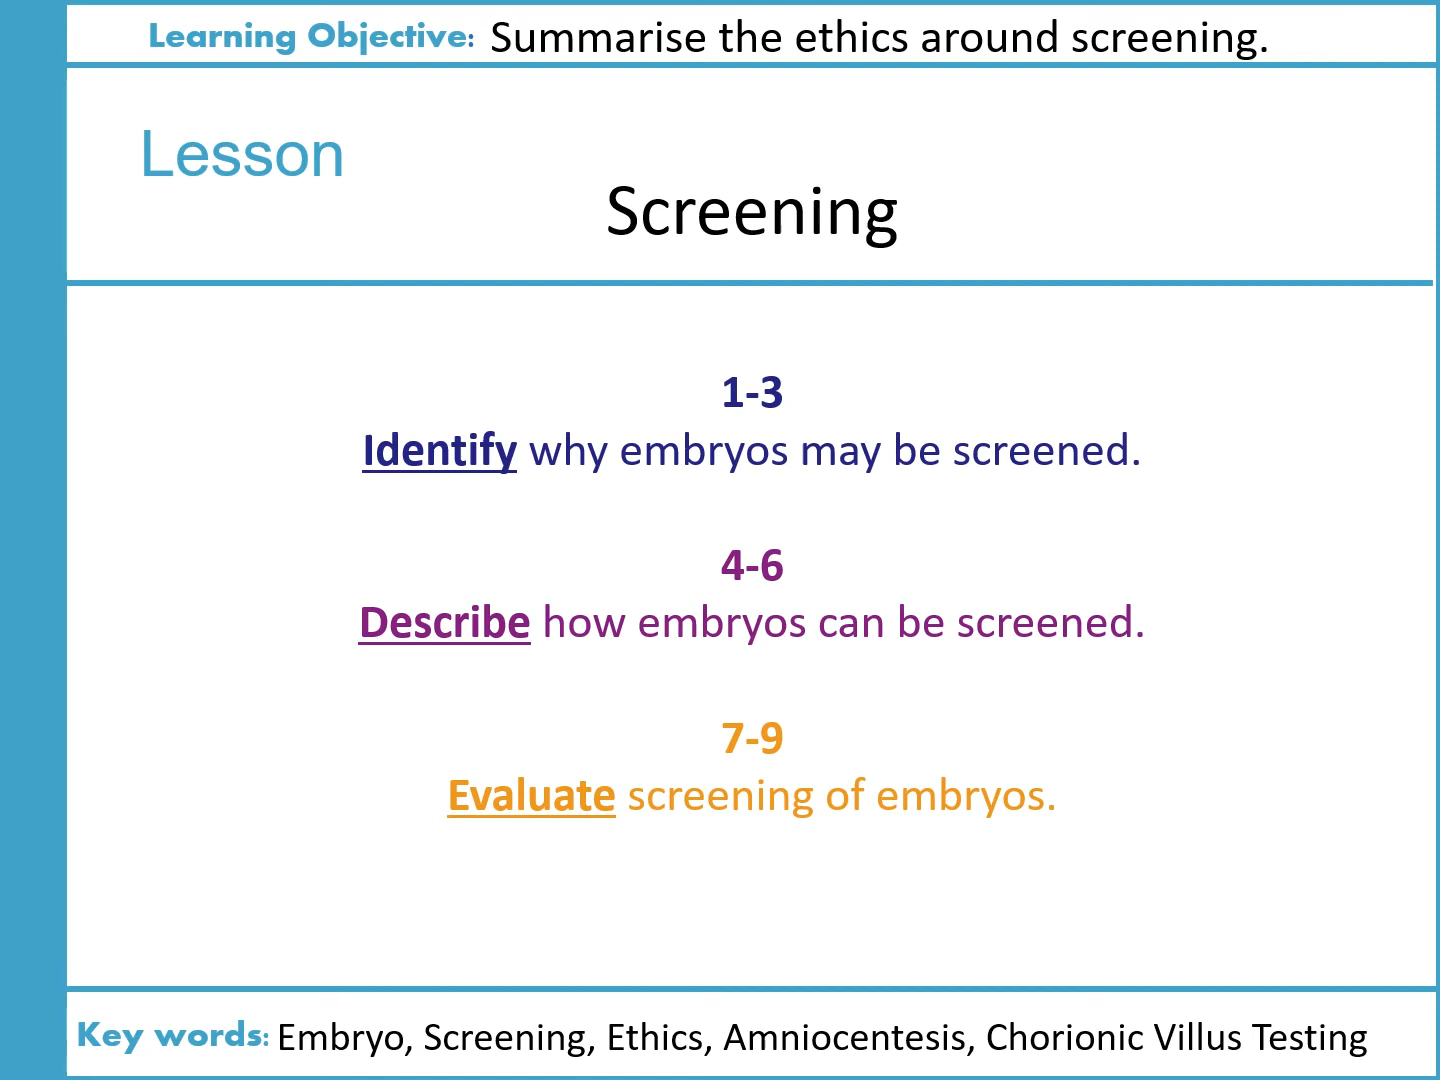 Learning Objective: Summarise the ethics around screening.
Lesson
Screening
1-3
Identify why embryos may be screened.
4-6
Describe how embryos can be screened.
7-9
Evaluate screening of embryos.
Key words: Embryo, Screening, Ethics, Amniocentesis, Chorionic Villus Testing